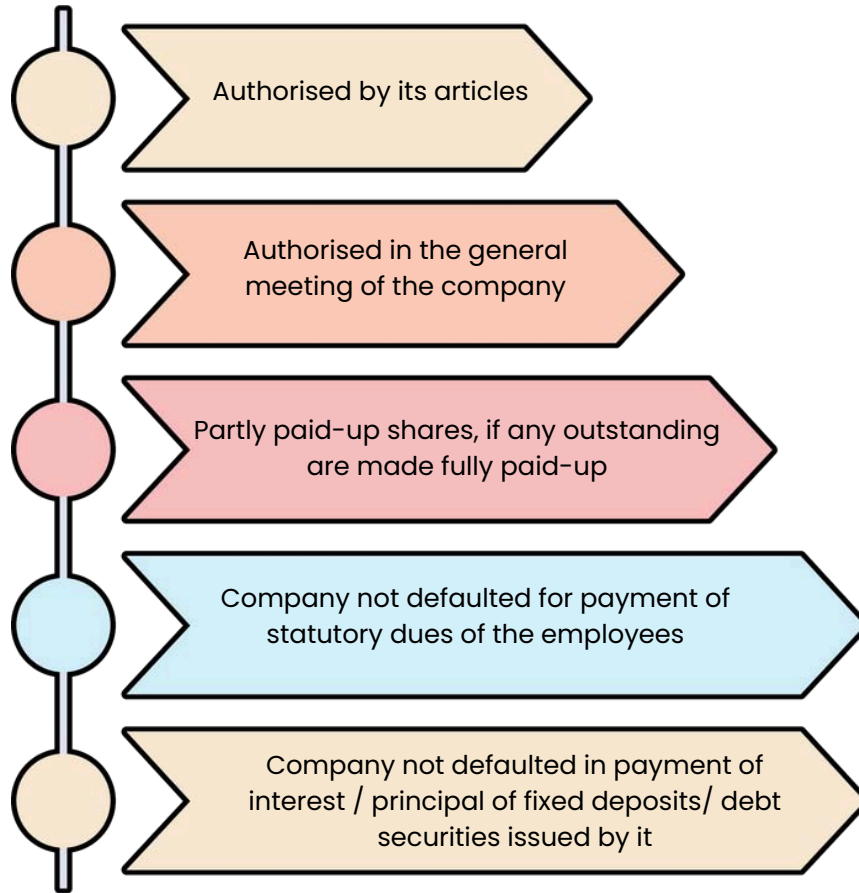 Authorised by its articles
Authorised in the general
meeting of the company
Partly paid-up shares, if any outstanding
are made fully paid-up
Company not defaulted for payment of
statutory dues of the employees
Company not defaulted in payment of
interest / principal of fixed deposits/ debt
securities issued by it